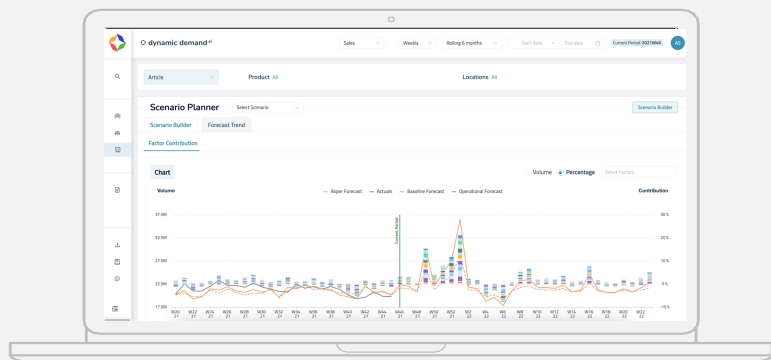 dynamic demand.ai
Sales
Weekly
Rolling 6 months
Start date
End date
Current Period: 2021W46
AS
Article
Product All
Locations All
Scenario Planner
Select Scenario
Scenario Builder
Scenario Builder
Forecast Trend
Factor Contribution
Chart
Volume
Percentage
Select Factors
Volume
Asper Forecast
Actuals
Baseline Forecast
Operational Forecast
Contribution
37.5M
32.5M
27.5M
22.5M
17.5M
Current Period
30%
20%
10%
0%
-10%
W20 W22 W24 W26 W28 W30 W32 W34 W36 W38 W40 W42 W44 W46 W48 W50 W52 W2 W4 W6 W8 W10 W12 W14 W16 W18 W20 W22
21 21 21 21 21 21 21 21 21 21 21 21 21 21 21 21 21 22 22 22 22 22 22 22 22 22 22 22